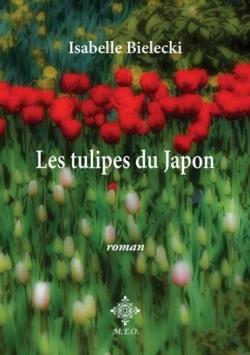 Isabelle Bielecki
Les tulipes du Japon
roman
M.E.O.